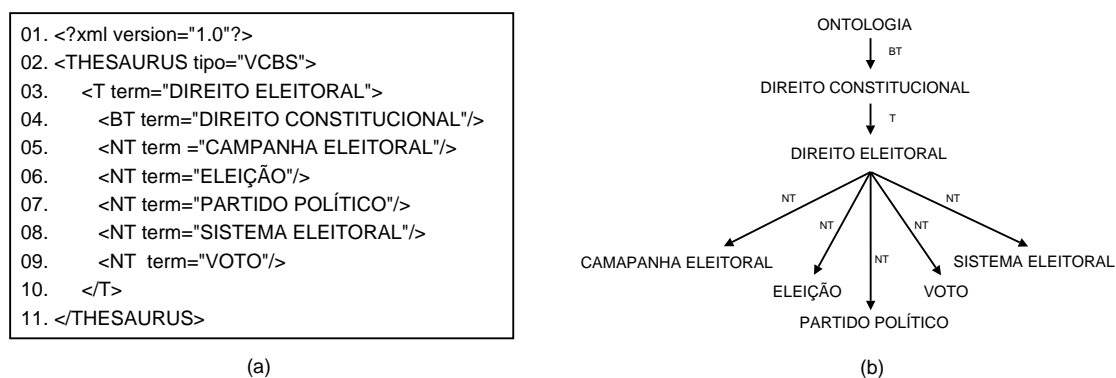 01. <?xml version="1.0"?>
02. <THESAURUS tipo="VCBS">
03. <T term="DIREITO ELEITORAL">
04. <BT term="DIREITO CONSTITUCIONAL"/>
05. <NT term ="CAMPANHA ELEITORAL"/>
06. <NT term="ELEIÇÃO"/>
07. <NT term="PARTIDO POLÍTICO"/>
08. <NT term="SISTEMA ELEITORAL"/>
09. <NT term="VOTO"/>
10. </T>
11. </THESAURUS>
(a)
ONTOLOGIA
BT
DIREITO CONSTITUCIONAL
T
DIREITO ELEITORAL
NT
NT
NT
NT
NT
CAMAPANHA ELEITORAL
SISTEMA ELEITORAL
ELEIÇÃO
VOTO
PARTIDO POLÍTICO
(b)